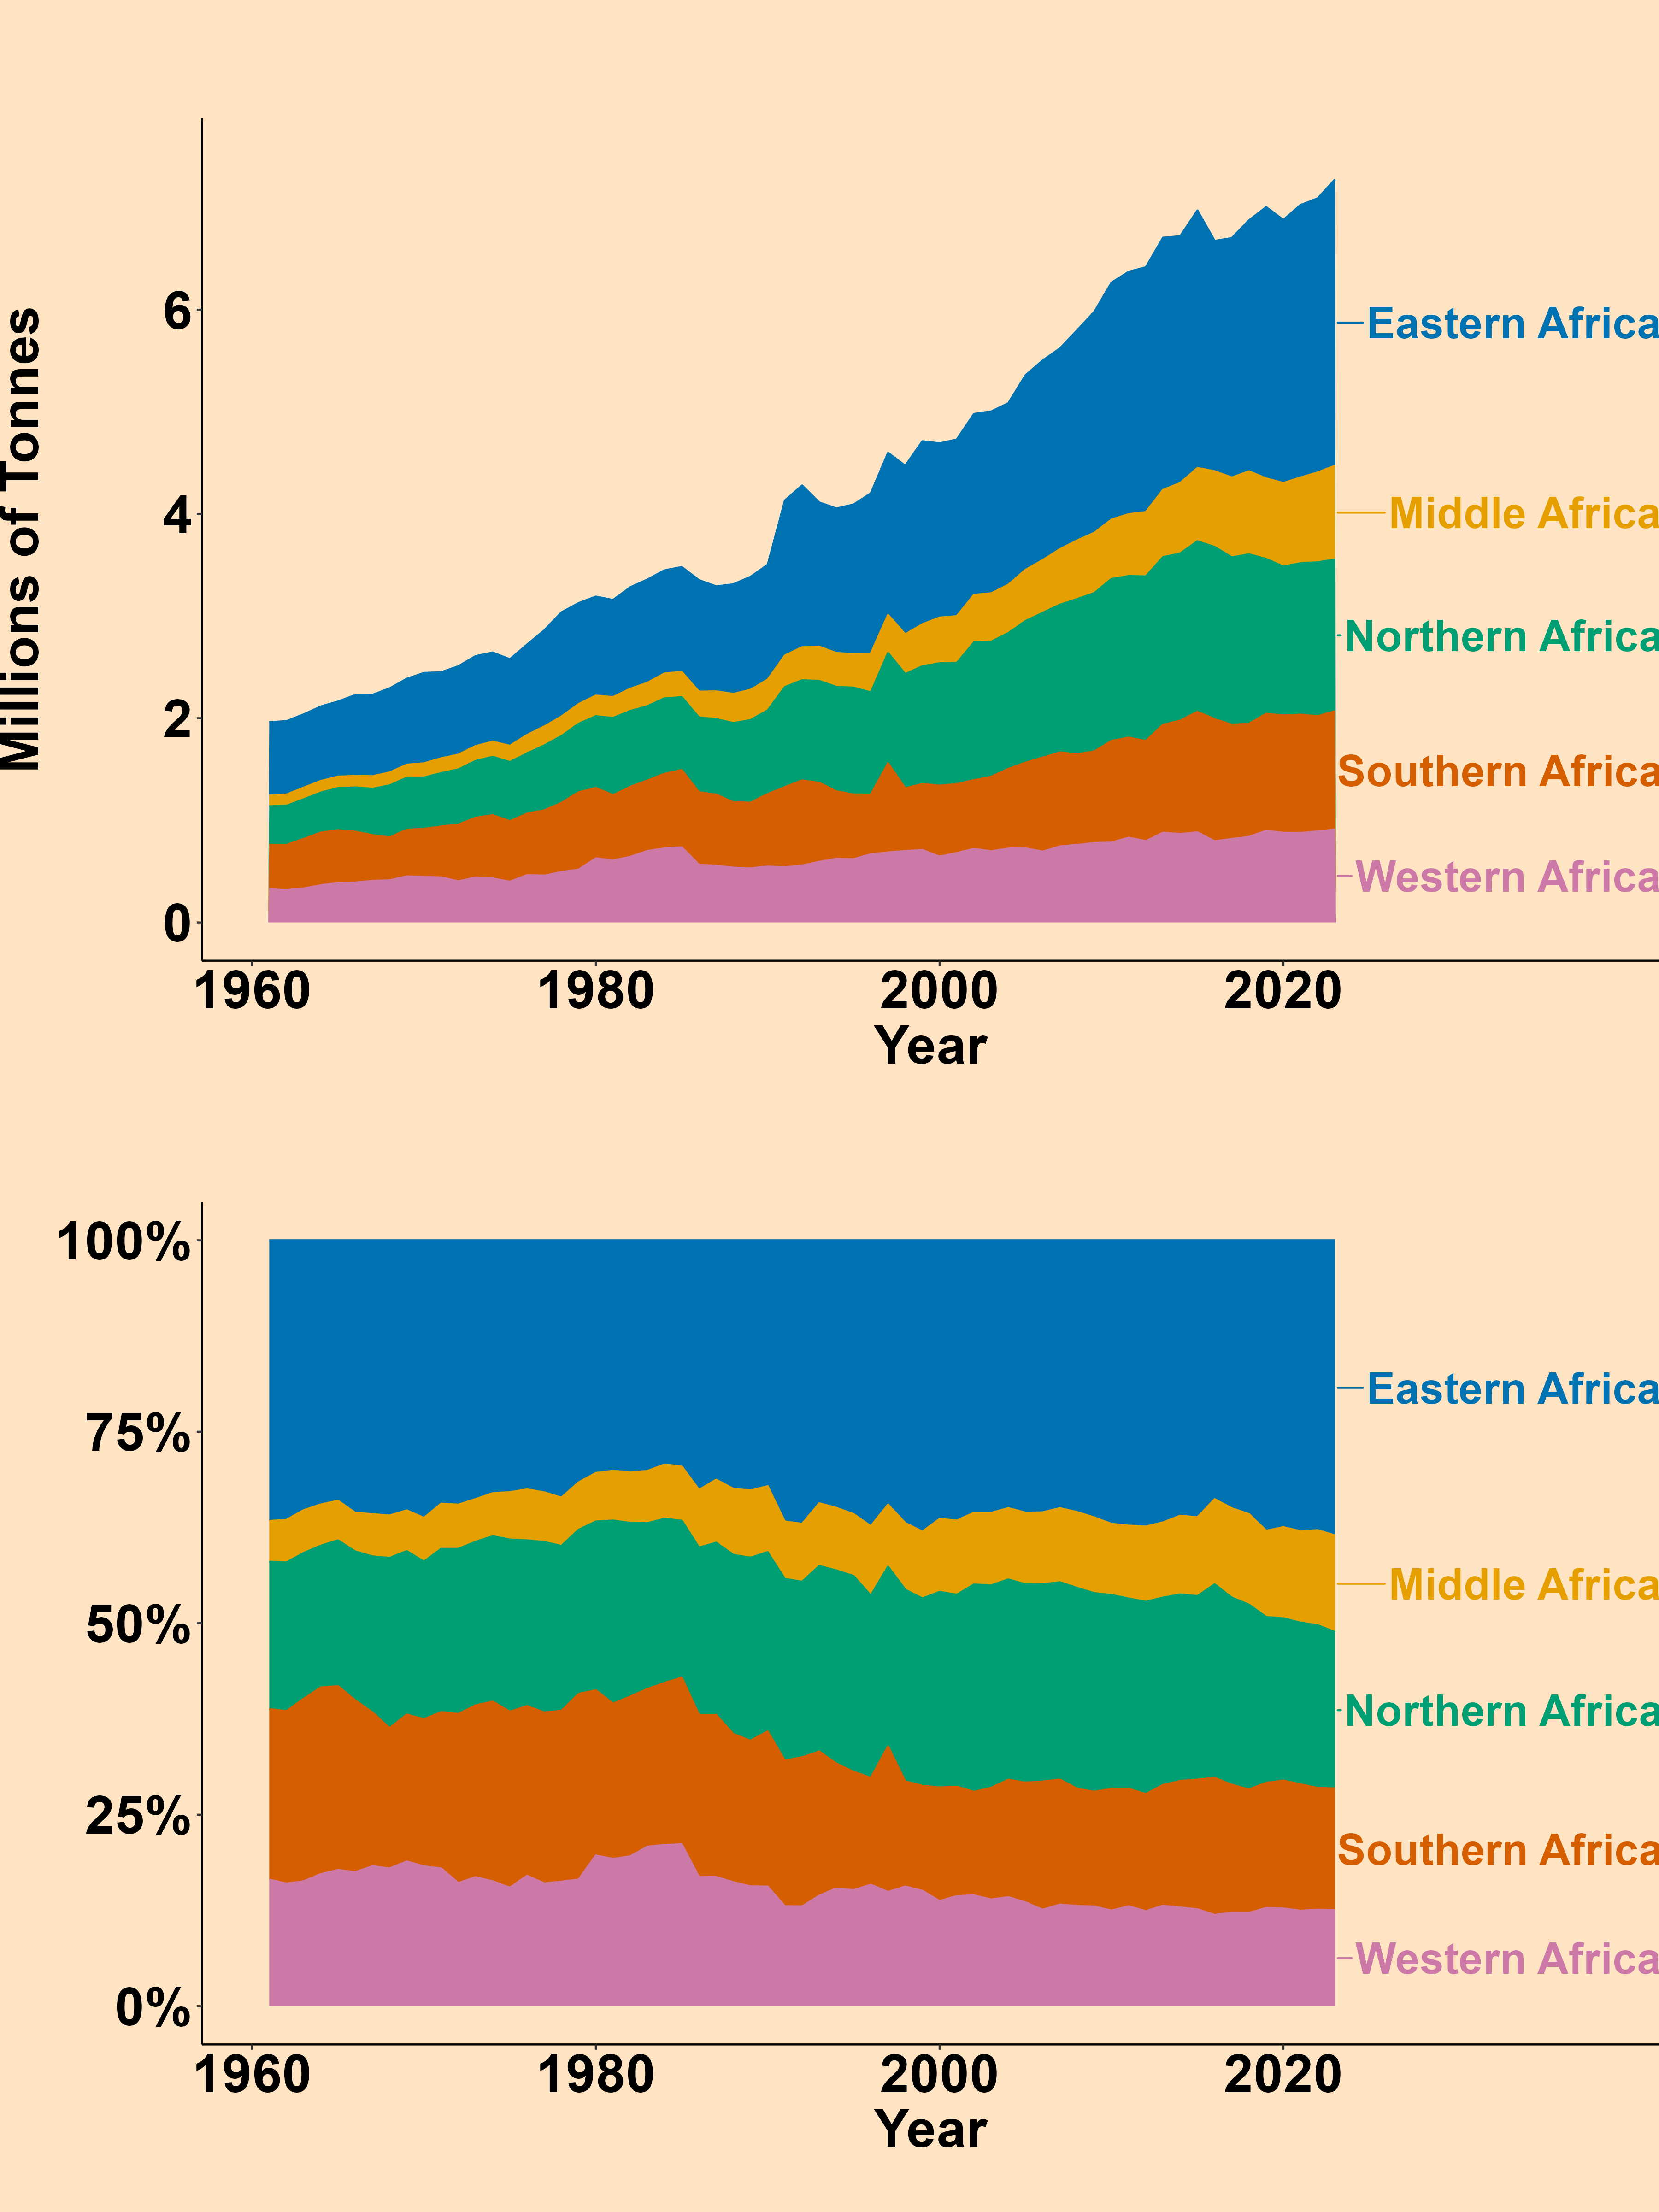 Millions of Tonnes
6
4
2
0
1960 1980 2000 2020
Year
Eastern Africa
Middle Africa
Northern Africa
Southern Africa
Western Africa
100%
75%
50%
25%
0%
1960 1980 2000 2020
Year
Eastern Africa
Middle Africa
Northern Africa
Southern Africa
Western Africa